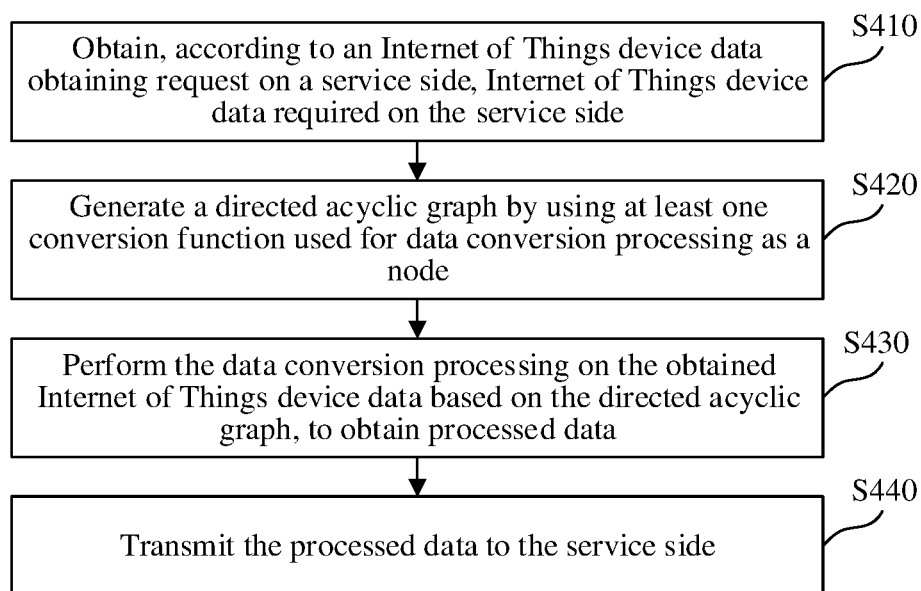 S410
Obtain, according to an Internet of Things device data
obtaining request on a service side, Internet of Things device
data required on the service side
S420
Generate a directed acyclic graph by using at least one
conversion function used for data conversion processing as a
node
S430
Perform the data conversion processing on the obtained
Internet of Things device data based on the directed acyclic
graph, to obtain processed data
S440
Transmit the processed data to the service side